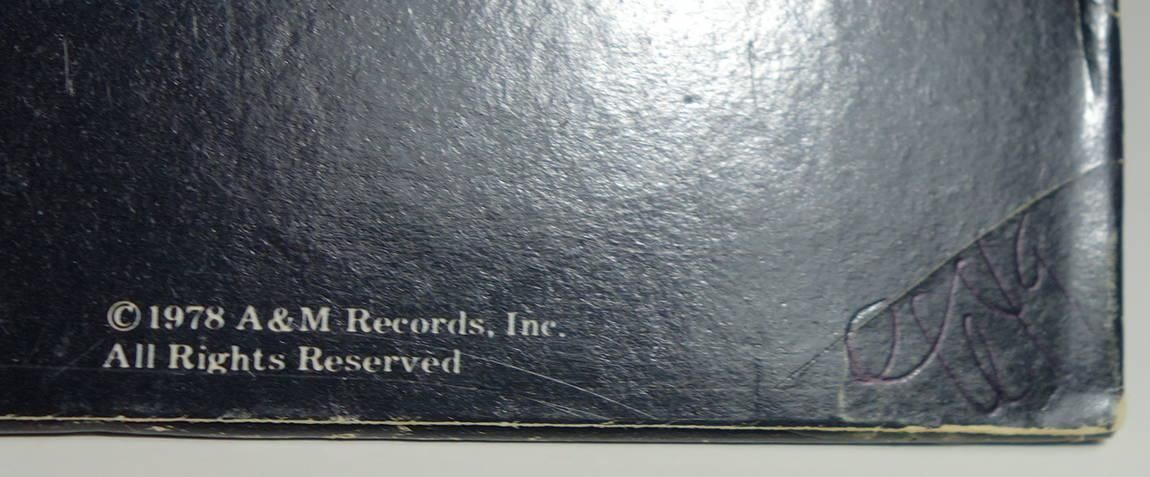 ©1978 A&M Records, Inc.
All Rights Reserved